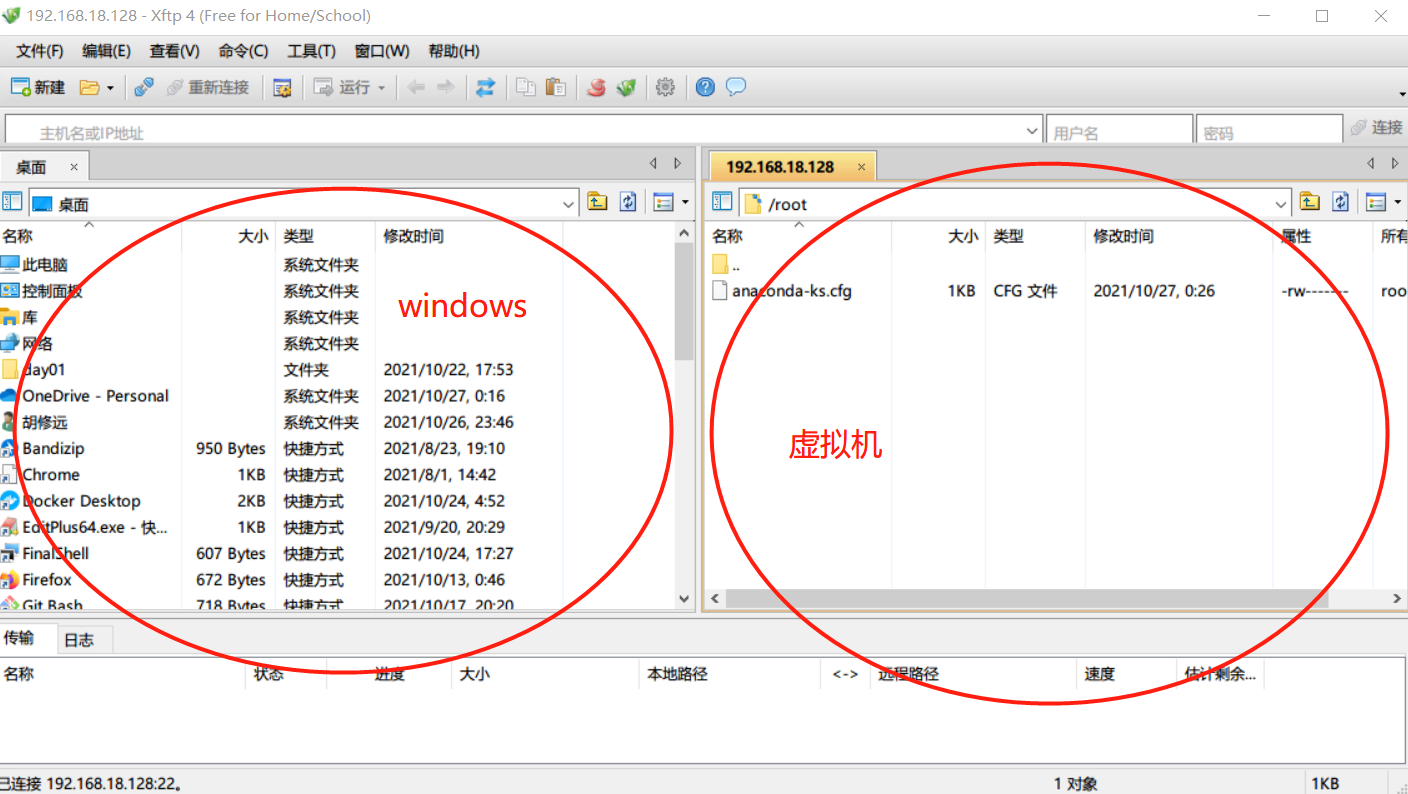 192.168.18.128 - Xftp 4 (Free for Home/School)
文件(F) 编辑(E) 查看(V) 命令(C) 工具(T) 窗口(W) 帮助(H)
新建 重新连接 运行
主机名或IP地址 用户名 密码 连接
桌面 × 192.168.18.128 ×
桌面 /root
名称 大小 类型 修改时间 名称 大小 类型 修改时间 属性 所有
此电脑 系统文件夹 ..
控制面板 系统文件夹 anaconda-ks.cfg 1KB CFG 文件 2021/10/27, 0:26 -rw------- roo
windows
库 系统文件夹
网络 系统文件夹
day01 文件夹 2021/10/22, 17:53
OneDrive - Personal 系统文件夹 2021/10/27, 0:16
胡修远 系统文件夹 2021/10/26, 23:46
虚拟机
Bandizip 950 Bytes 快捷方式 2021/8/23, 19:10
Chrome 1KB 快捷方式 2021/8/1, 14:42
Docker Desktop 2KB 快捷方式 2021/10/24, 4:52
EditPlus64.exe - 快... 1KB 快捷方式 2021/9/20, 20:29
FinalShell 607 Bytes 快捷方式 2021/10/24, 17:27
Firefox 672 Bytes 快捷方式 2021/10/13, 0:46
Git Bash 718 Bytes 快捷方式 2021/10/17, 20:20
传输 日志
名称 状态 进度 大小 本地路径 <-> 远程路径 速度 估计剩余...
已连接 192.168.18.128:22。 1 对象 1KB